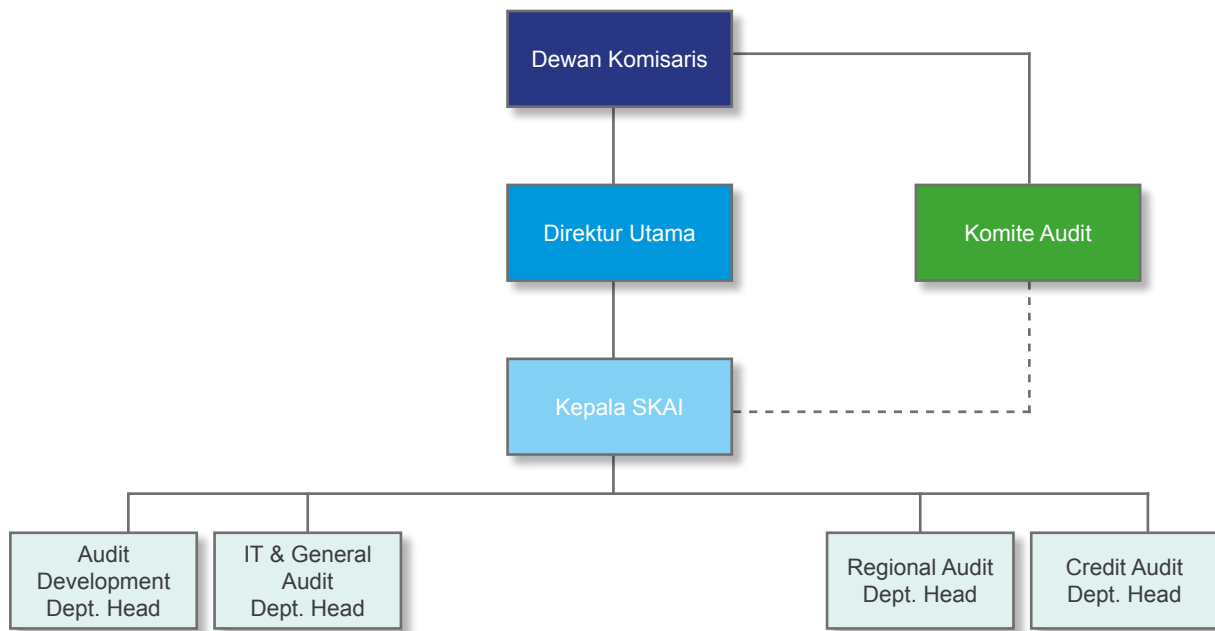 Dewan Komisaris
Direktur Utama
Komite Audit
Kepala SKAI
Audit
Development
Dept. Head
IT & General
Audit
Dept. Head
Regional Audit
Dept. Head
Credit Audit
Dept. Head